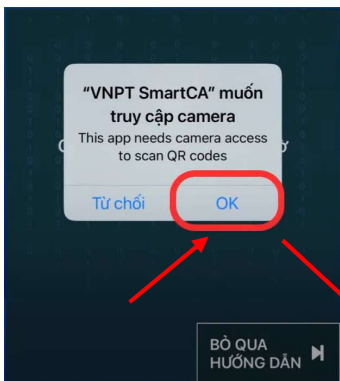 “VNPT SmartCA” muốn
truy cập camera
This app needs camera access
to scan QR codes
Từ chối
OK
BỎ QUA
HƯỚNG DẪN